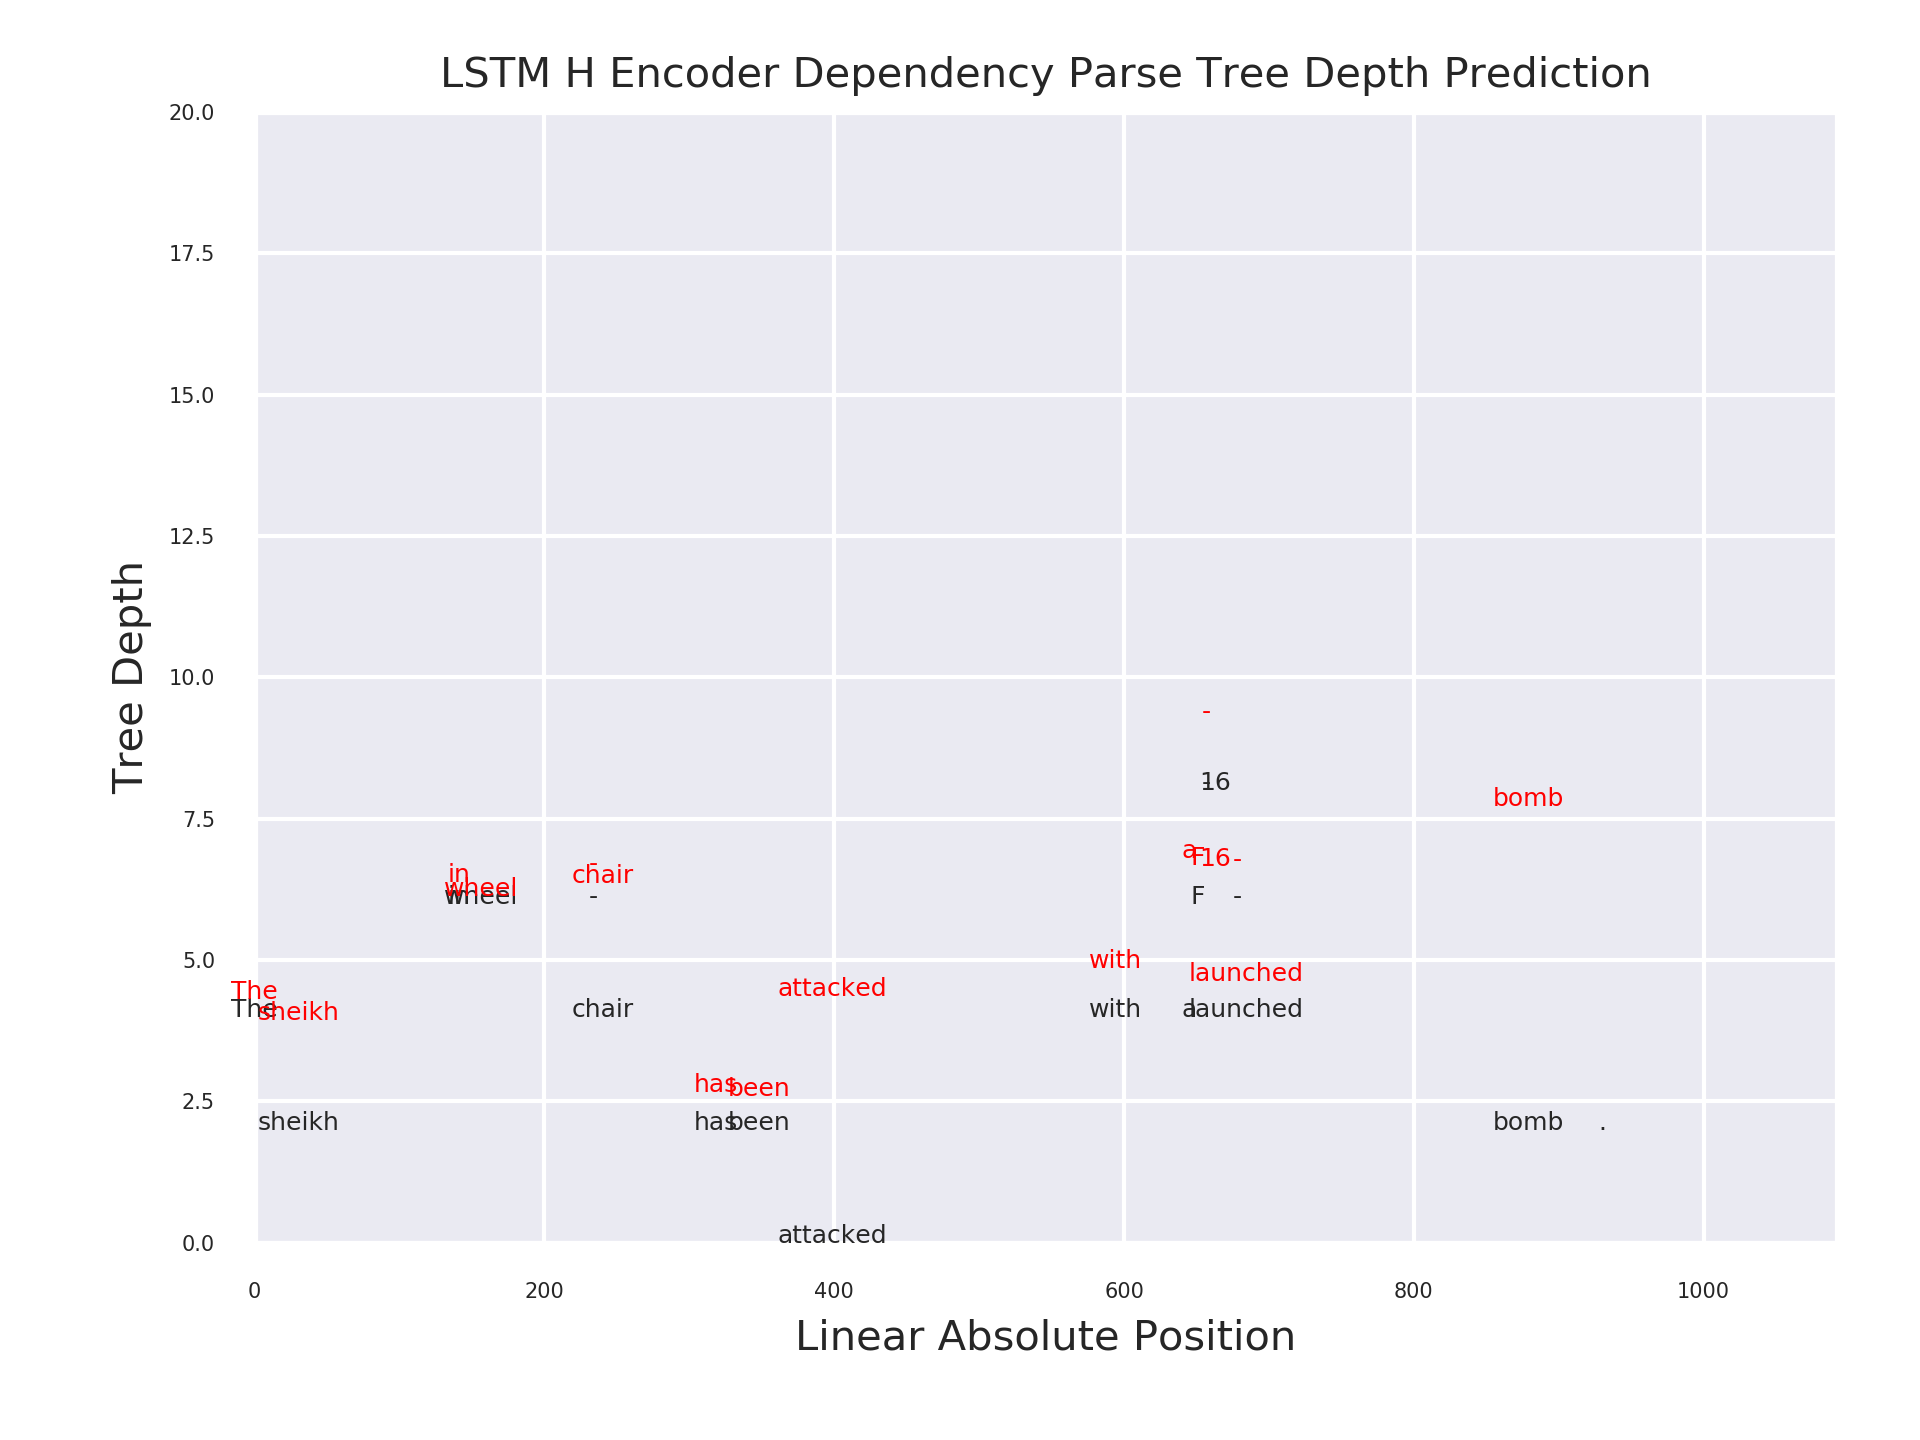 LSTM H Encoder Dependency Parse Tree Depth Prediction
20.0
17.5
15.0
12.5
10.0
7.5
5.0
2.5
0.0
Tree Depth
-
-
16
bomb
a
F
16
-
in
wheel
-
chair
in
wheel
-
F
-
with
launched
The
sheikh
attacked
The
chair
with
a
launched
has
been
sheikh
has
been
bomb
.
attacked
0
200
400
600
800
1000
Linear Absolute Position